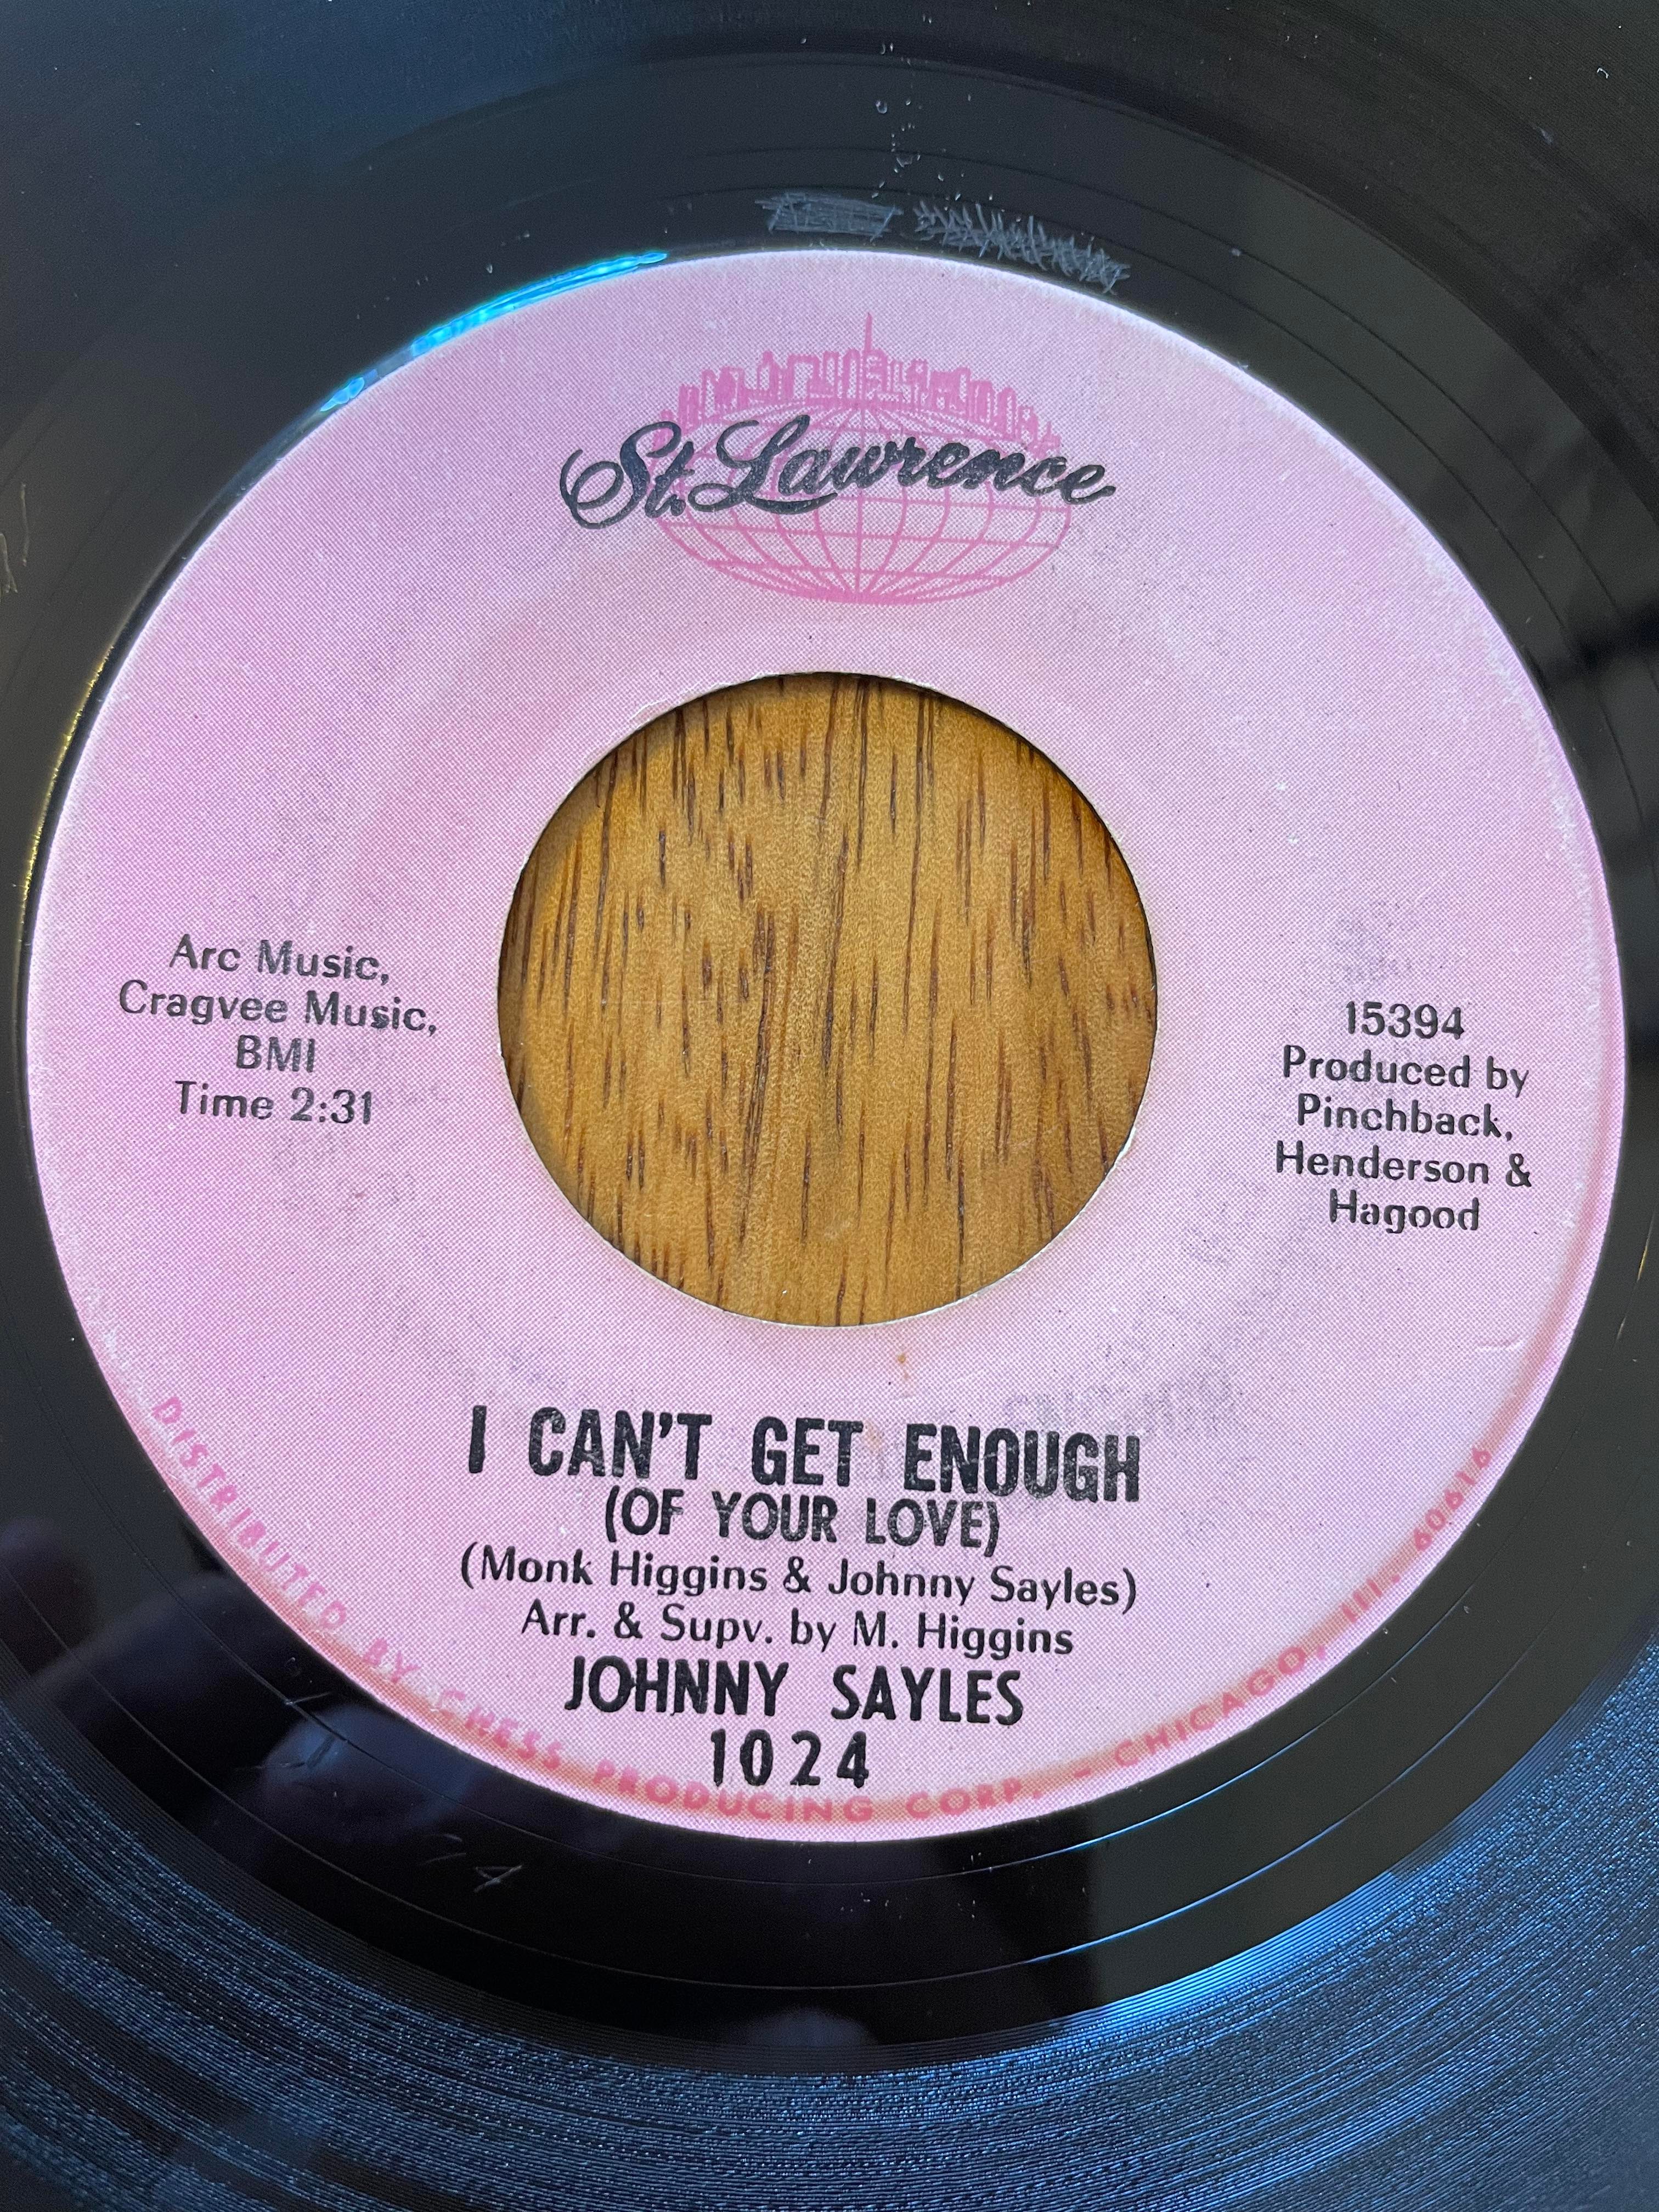 St. Lawrence
Arc Music,
Cragvee Music,
BMI
Time 2:31
15394
Produced by
Pinchback,
Henderson &
Hagood
I CAN'T GET ENOUGH
(OF YOUR LOVE)
(Monk Higgins & Johnny Sayles)
Arr. & Supv. by M. Higgins
JOHNNY SAYLES
1024
DISTRIBUTED BY CHESS PRODUCING CORP. - CHICAGO, Ill. 60616